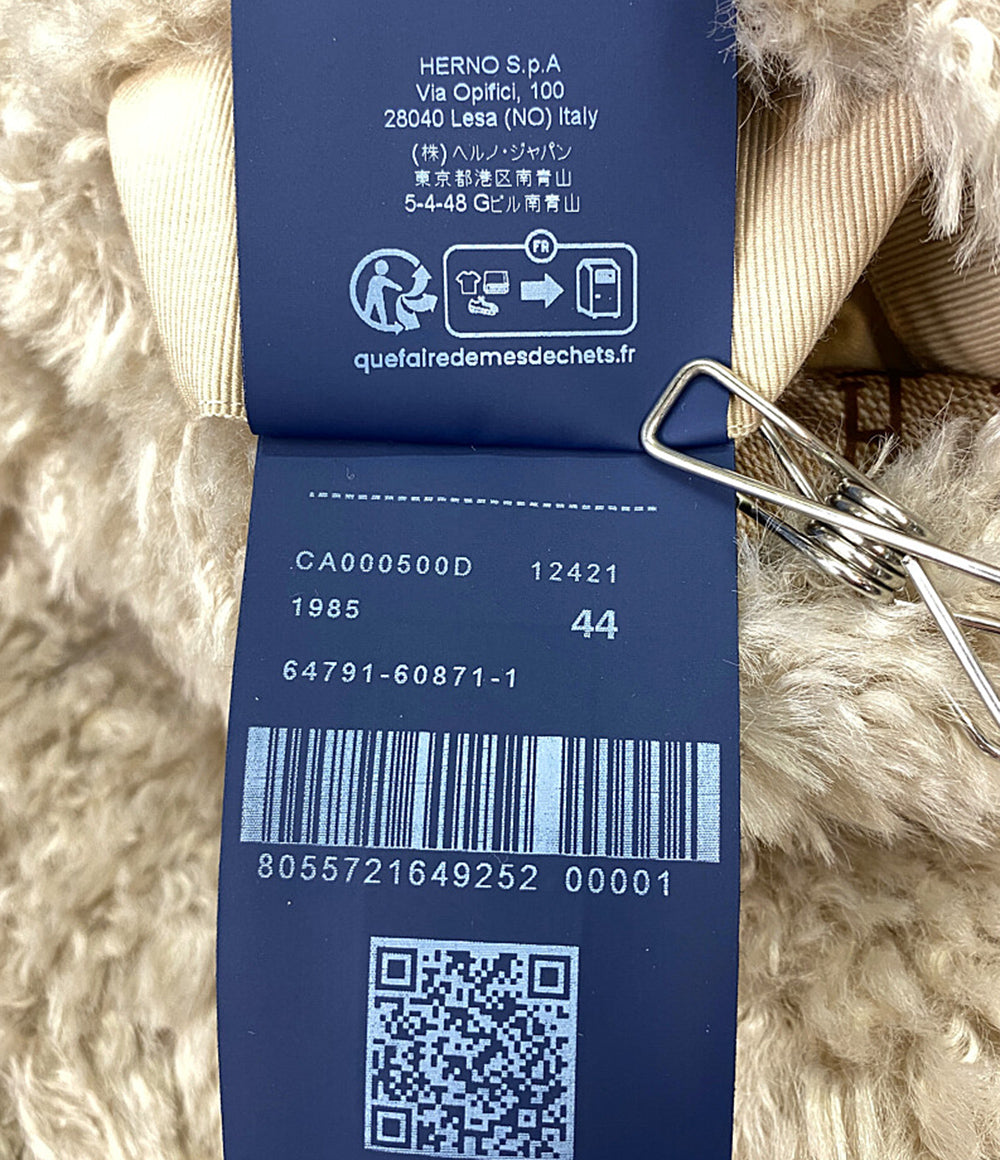 HERNO S.p.A
Via Opifici, 100
28040 Lesa (NO) Italy
(株)ヘルノ・ジャパン
東京都港区南青山
5-4-48 Gビル南青山
FR
quefairedemesdechets.fr
CA000500D 12421
1985 44
64791-60871-1
8055721649252 00001
H